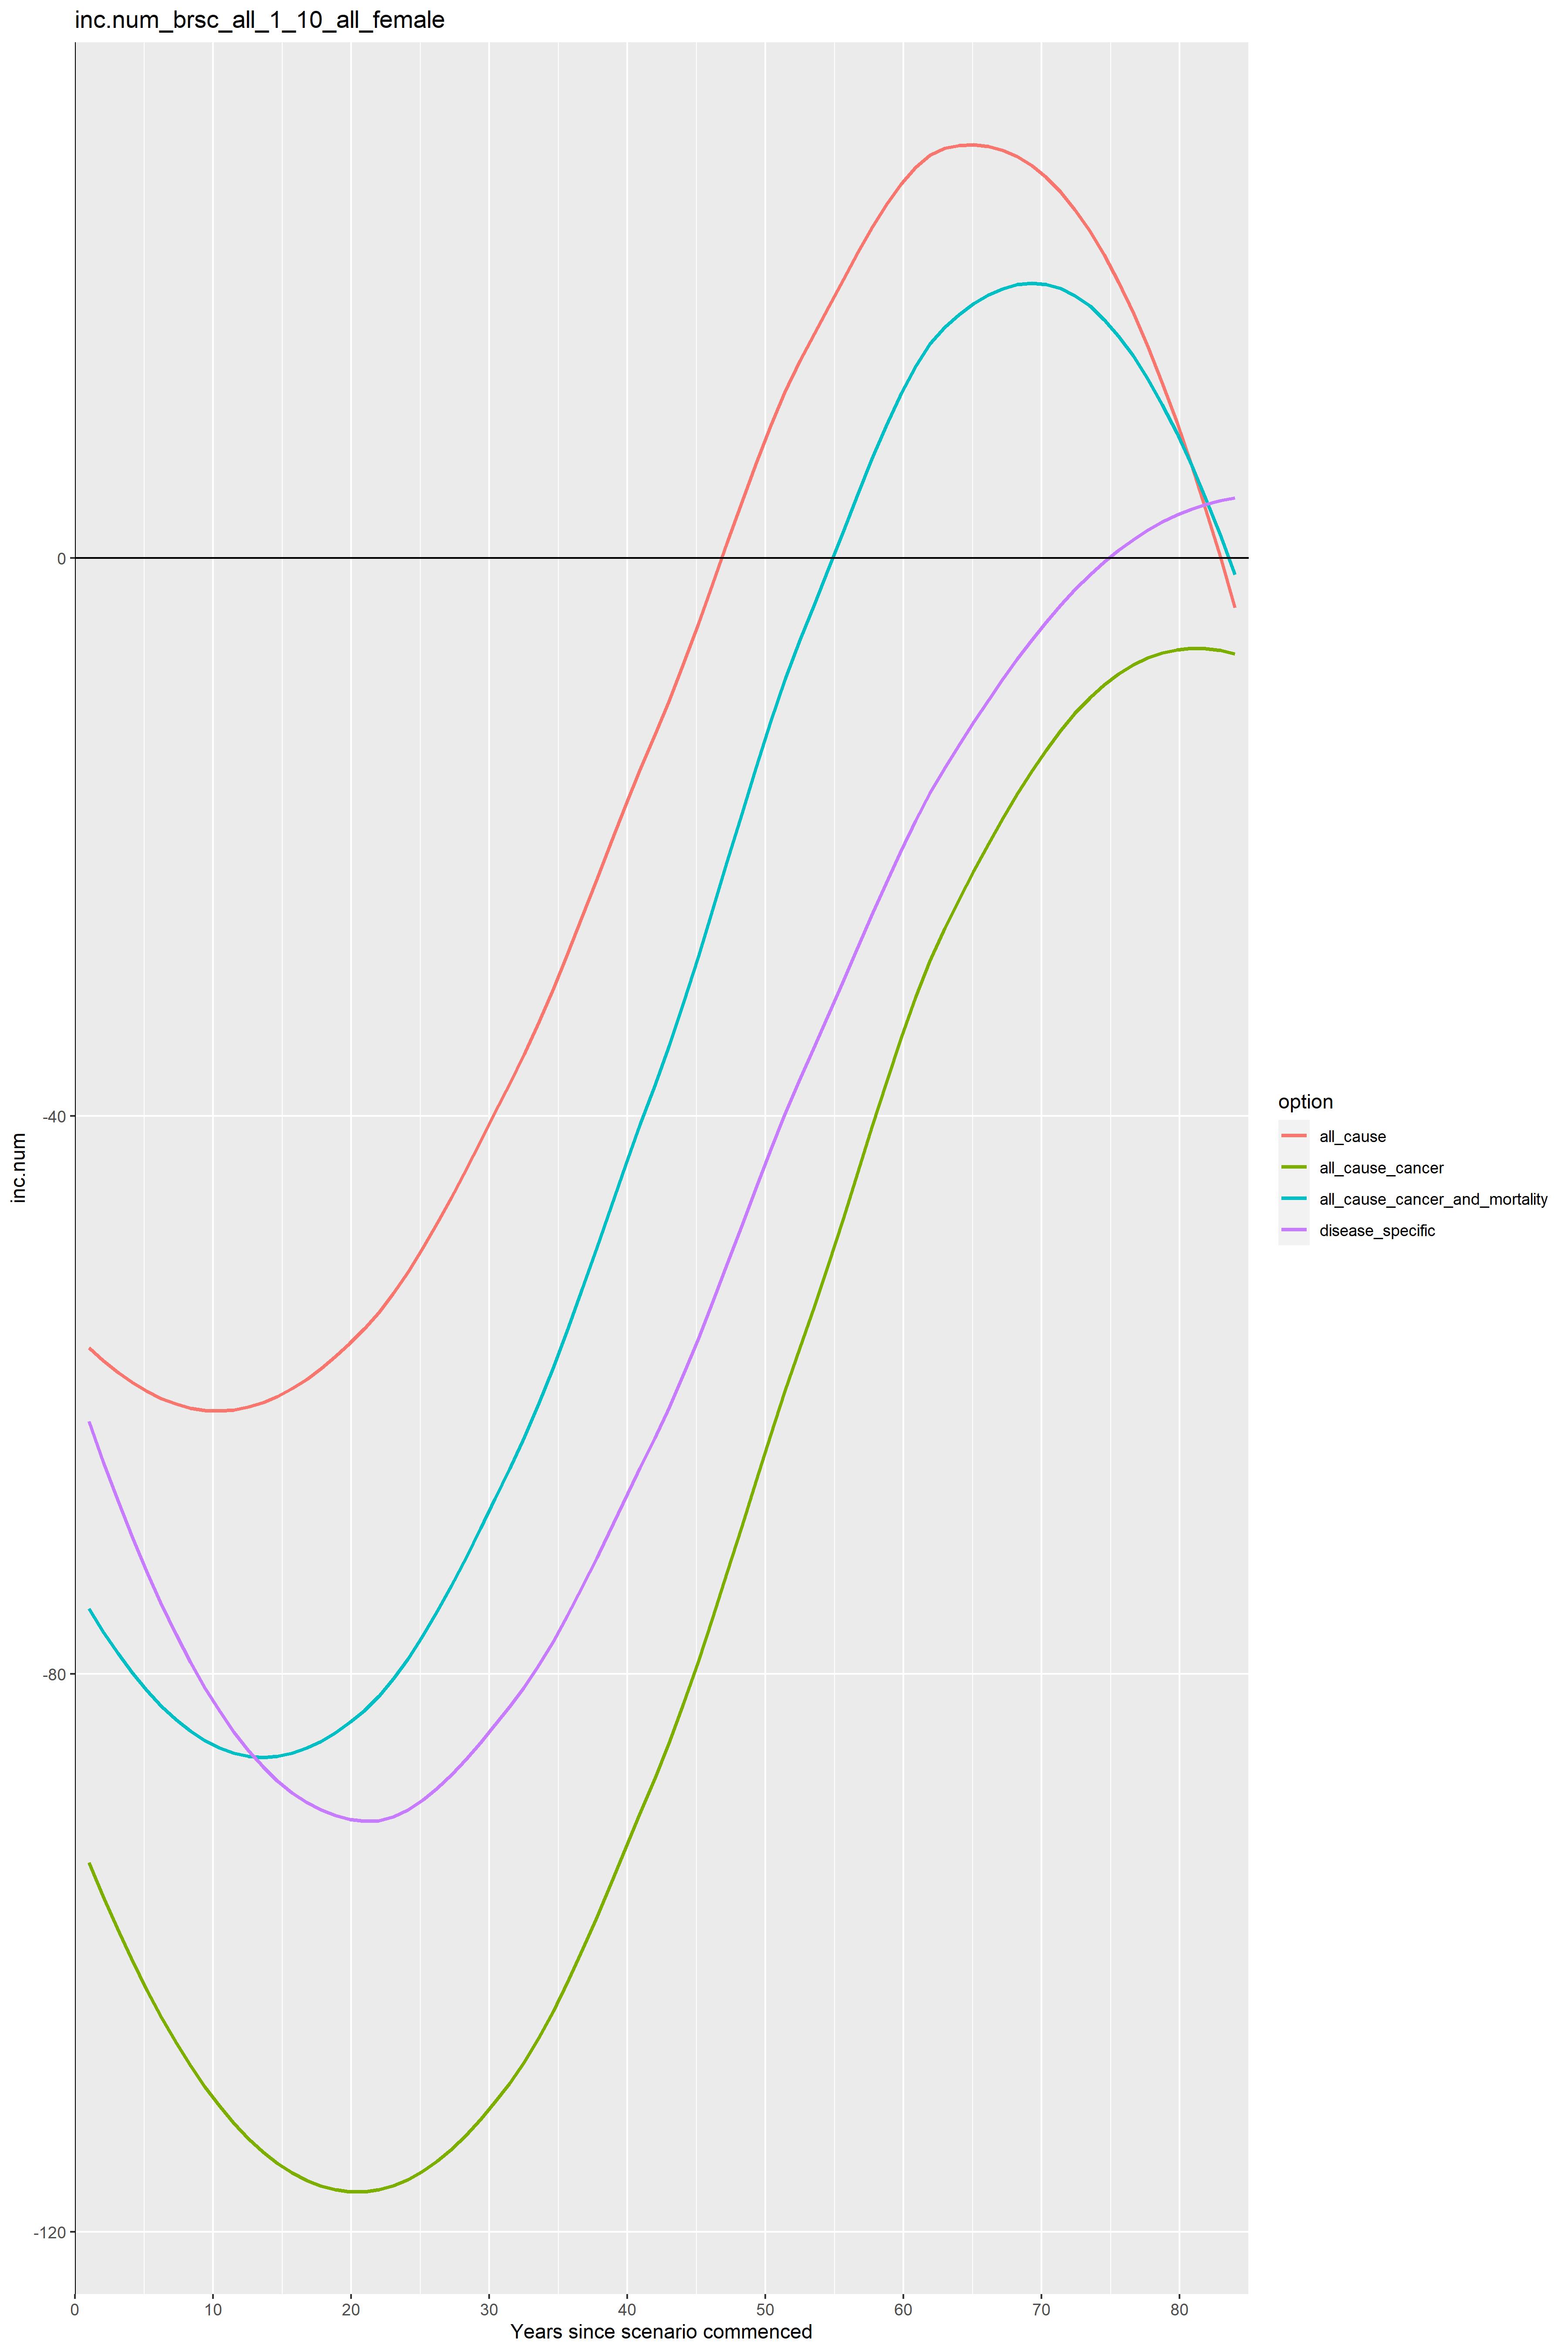 inc.num_brsc_all_1_10_all_female
0
-40
-80
-120
inc.num
0 10 20 30 40 50 60 70 80
Years since scenario commenced
option
all_cause
all_cause_cancer
all_cause_cancer_and_mortality
disease_specific